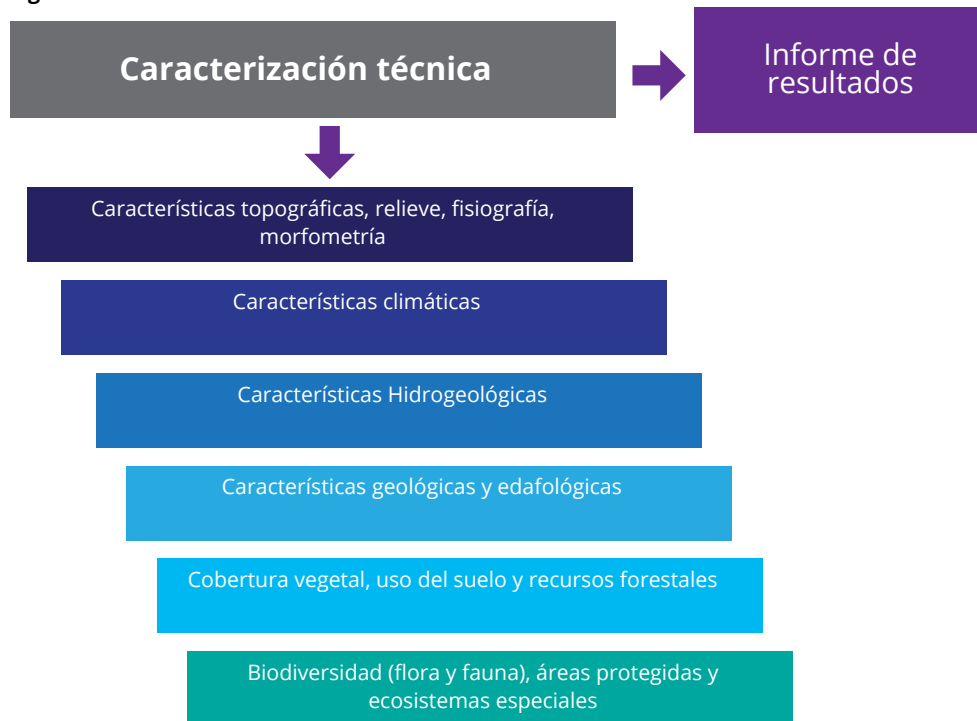 Caracterización técnica
Informe de
resultados
Características topográficas, relieve, fisiografía,
morfometría
Características climáticas
Características Hidrogeológicas
Características geológicas y edafológicas
Cobertura vegetal, uso del suelo y recursos forestales
Biodiversidad (flora y fauna), áreas protegidas y
ecosistemas especiales